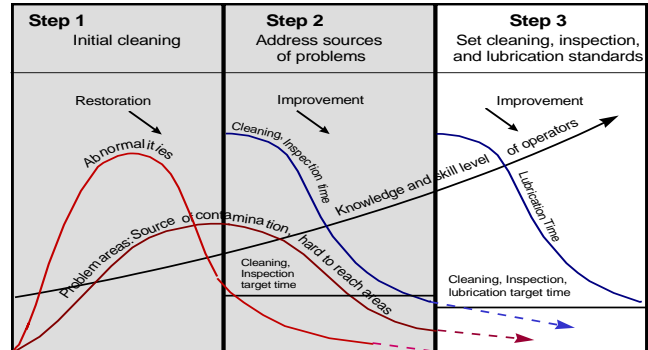 Step 1
Initial cleaning
Step 2
Address sources
of problems
Step 3
Set cleaning, inspection,
and lubrication standards
Restoration
Improvement
Improvement
Abnormalities
Cleaning, Inspection time
Knowledge and skill level of operators
Lubrication Time
Problem areas: Source of contamination, hard to reach areas
Cleaning,
Inspection
target time
Cleaning, Inspection,
lubrication target time